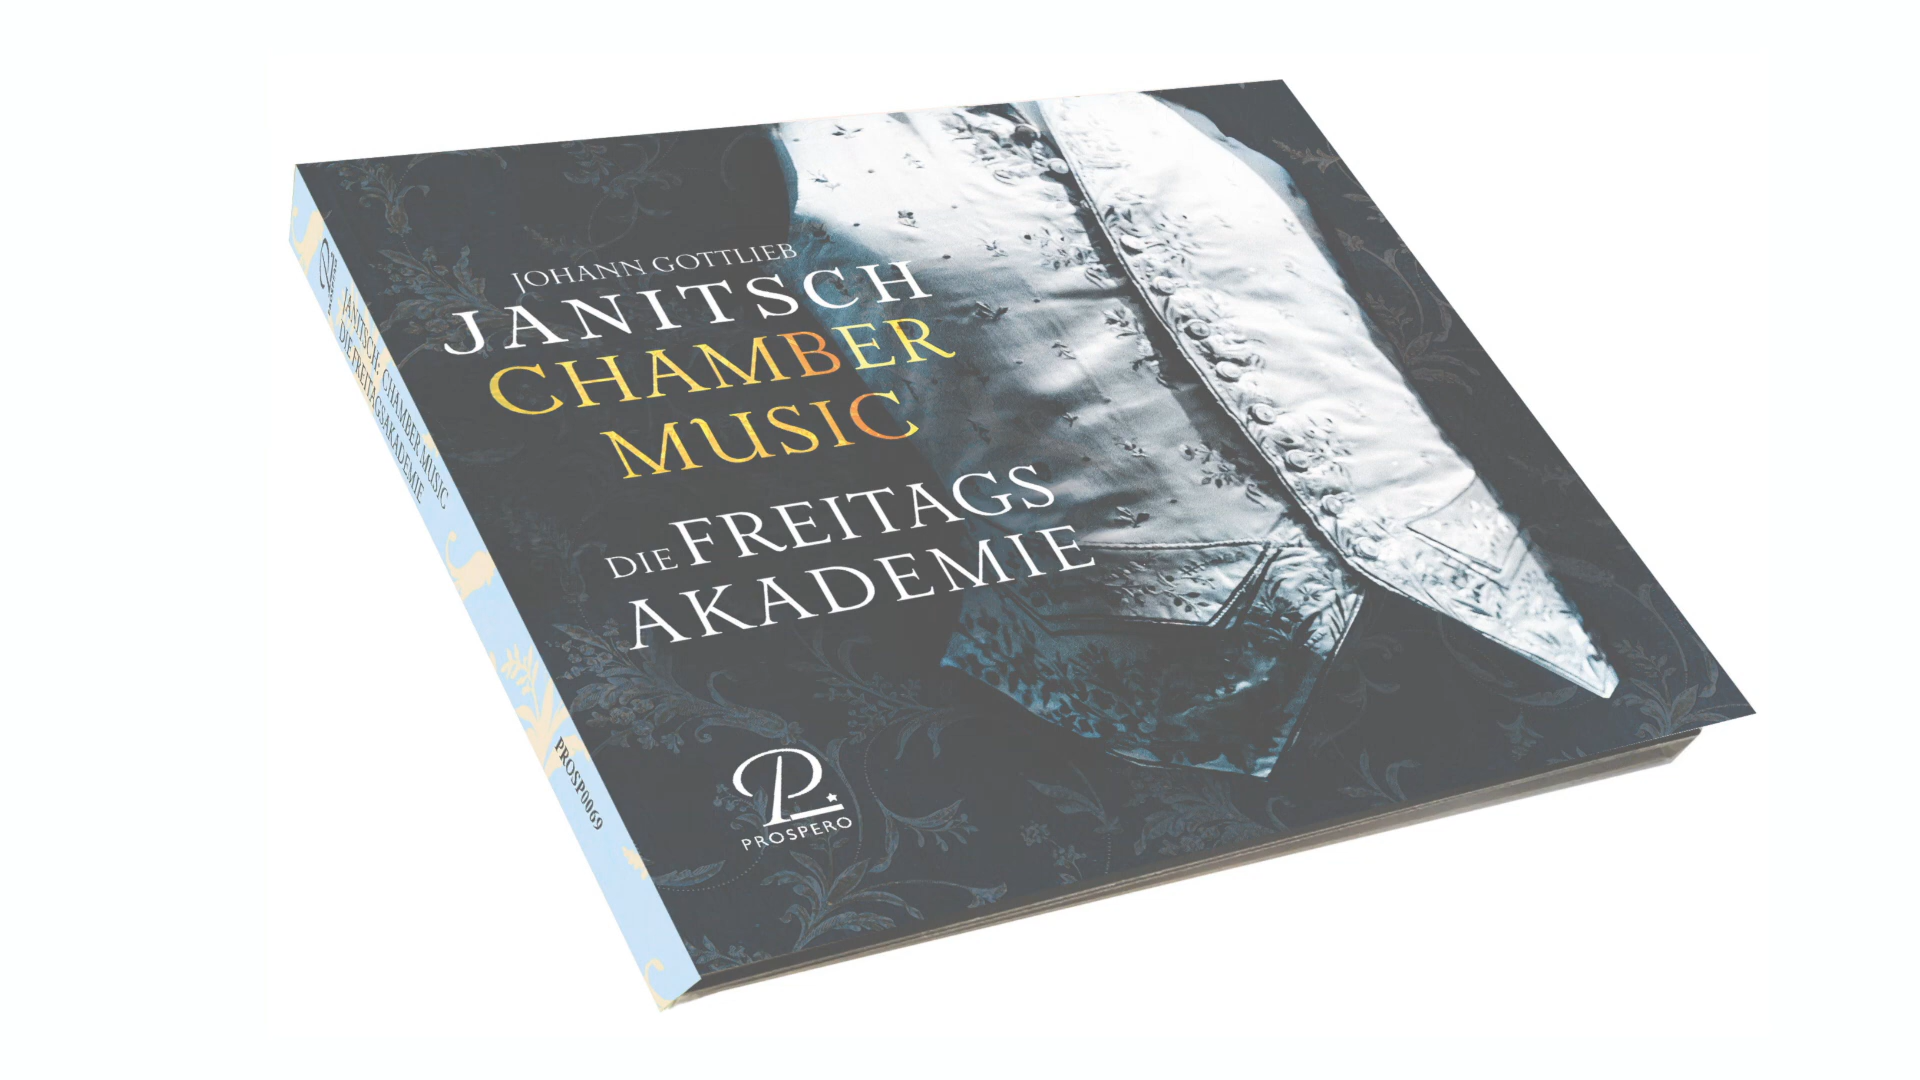 JOHANN GOTTLIEB
JANITSCH
CHAMBER
MUSIC
DIE FREITAGS
AKADEMIE
P
PROSPERO
JANITSCH: CHAMBER MUSIC
DIE FREITAGSAKADEMIE
PROSP0069